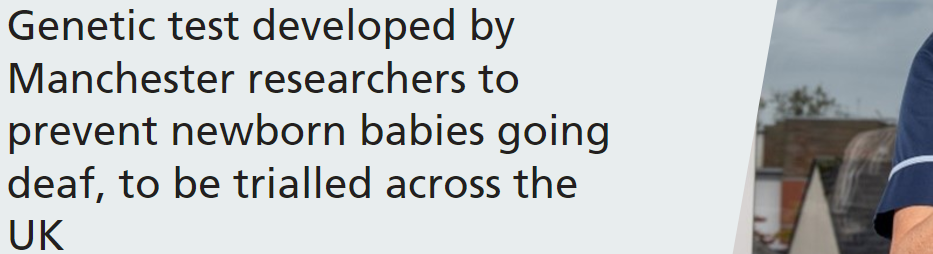 Genetic test developed by
Manchester researchers to
prevent newborn babies going
deaf, to be trialled across the
UK